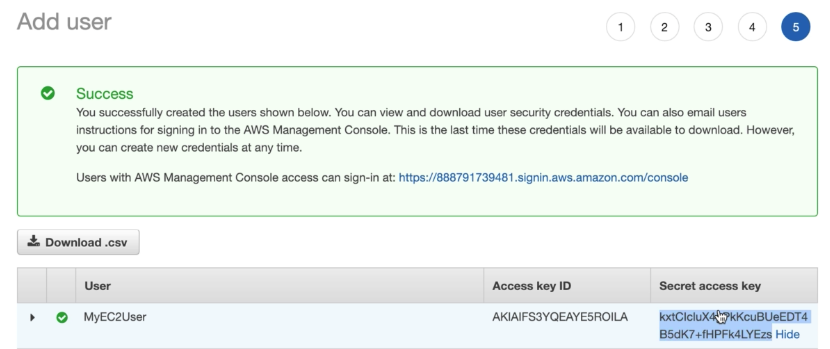 Add user
1 2 3 4 5
Success
You successfully created the users shown below. You can view and download user security credentials. You can also email users
instructions for signing in to the AWS Management Console. This is the last time these credentials will be available to download. However,
you can create new credentials at any time.
Users with AWS Management Console access can sign-in at: https://888791739481.signin.aws.amazon.com/console
Download .csv
User Access key ID Secret access key
MyEC2User AKIAIFS3YQEAYE5ROILA
B5dK7+fHPFk4LYEzs Hide